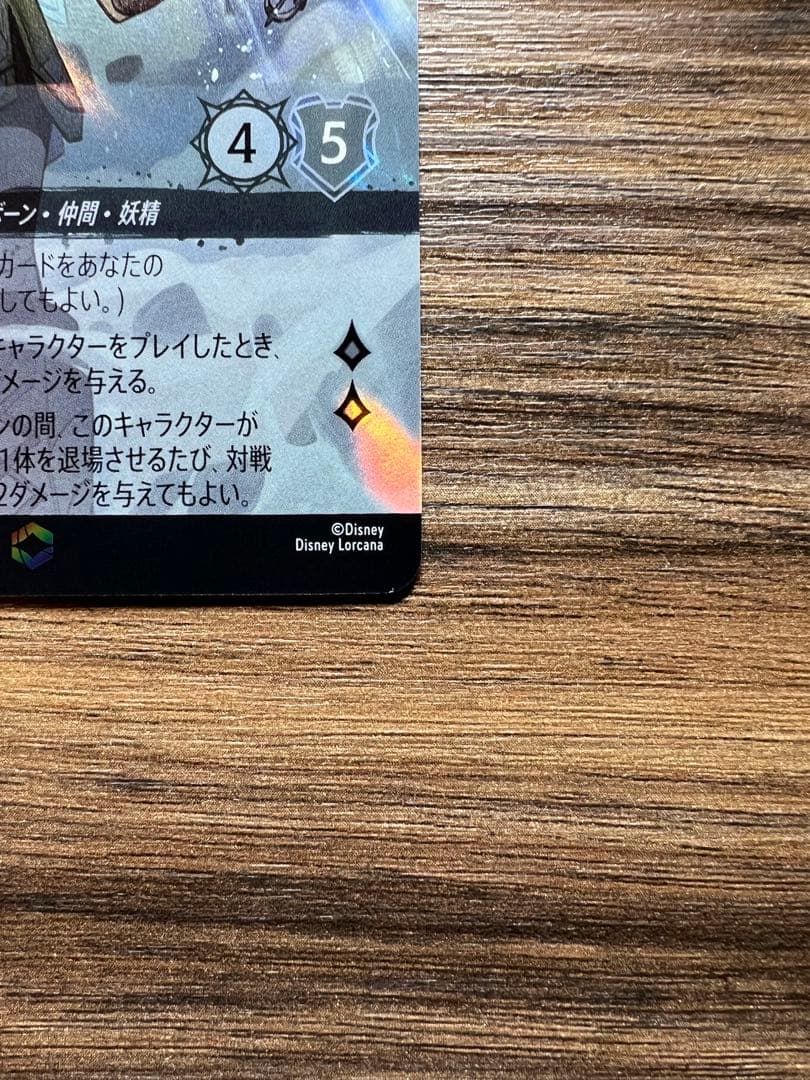 4 5
ボーン・仲間・妖精
カードをあなたの
してもよい。)
キャラクターをプレイしたとき、
ダメージを与える。
ンの間、このキャラクターが
1体を退場させるたび、対戦
2ダメージを与えてもよい。
©Disney
Disney Lorcana